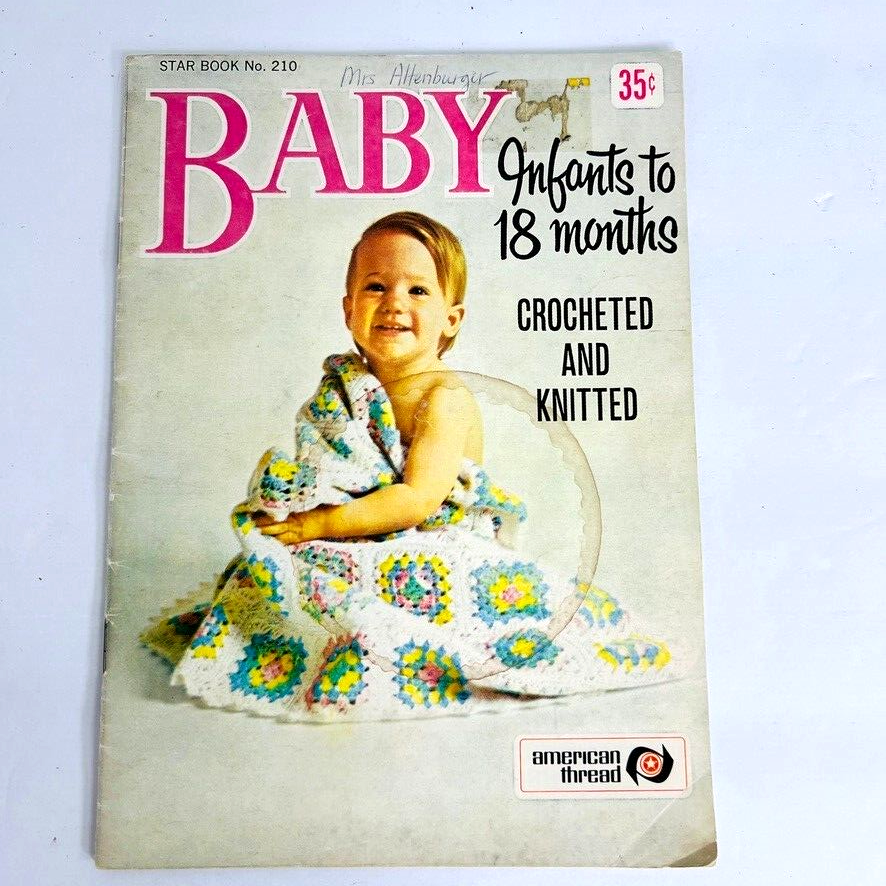 STAR BOOK No. 210
Mrs Altenburger
35¢
BABY
Infants to
18 months
CROCHETED
AND
KNITTED
american
thread